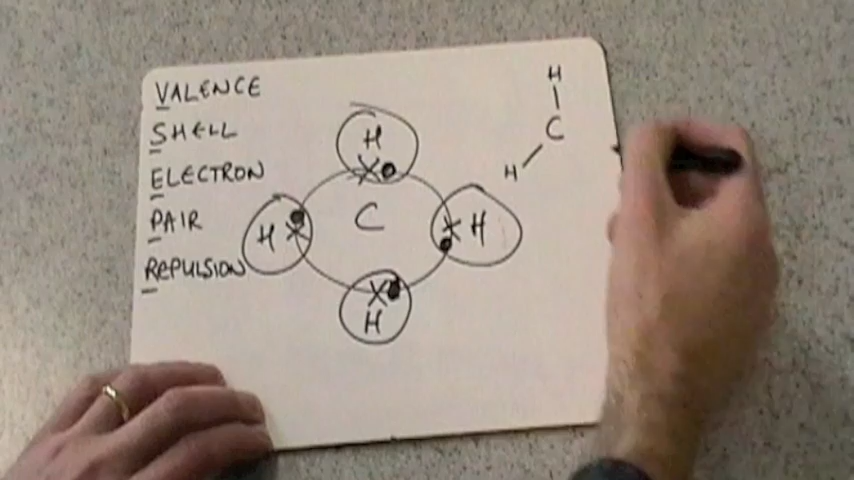 VALENCE
SHELL
ELECTRON
PAIR
REPULSION
H
C
H
H
H
H
C
H